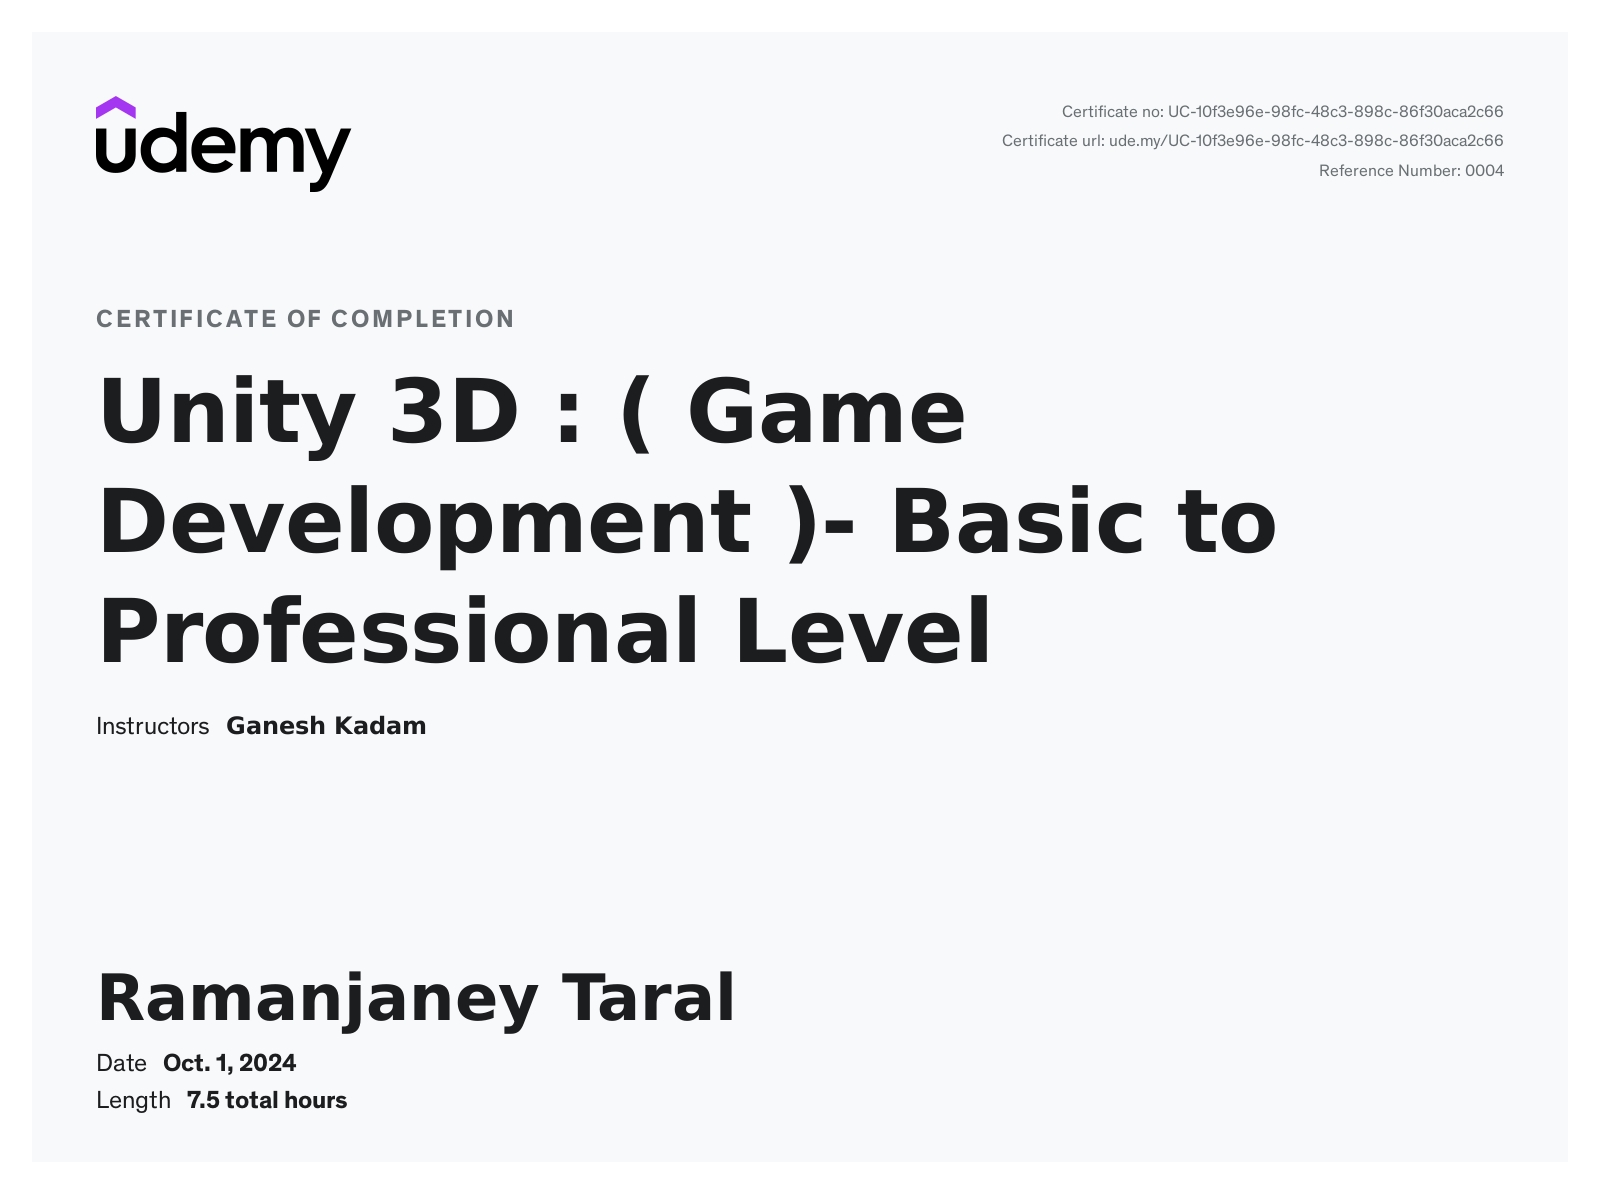 udemy
Certificate no: UC-10f3e96e-98fc-48c3-898c-86f30aca2c66
Certificate url: ude.my/UC-10f3e96e-98fc-48c3-898c-86f30aca2c66
Reference Number: 0004
CERTIFICATE OF COMPLETION
Unity 3D : ( Game
Development )- Basic to
Professional Level
Instructors Ganesh Kadam
Ramanjaney Taral
Date Oct. 1, 2024
Length 7.5 total hours